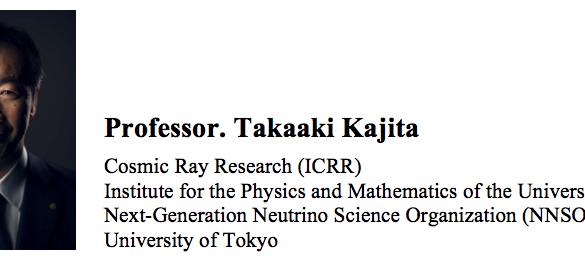 Professor. Takaaki Kajita
Cosmic Ray Research (ICRR)
Institute for the Physics and Mathematics of the Univers
Next-Generation Neutrino Science Organization (NNSO
University of Tokyo